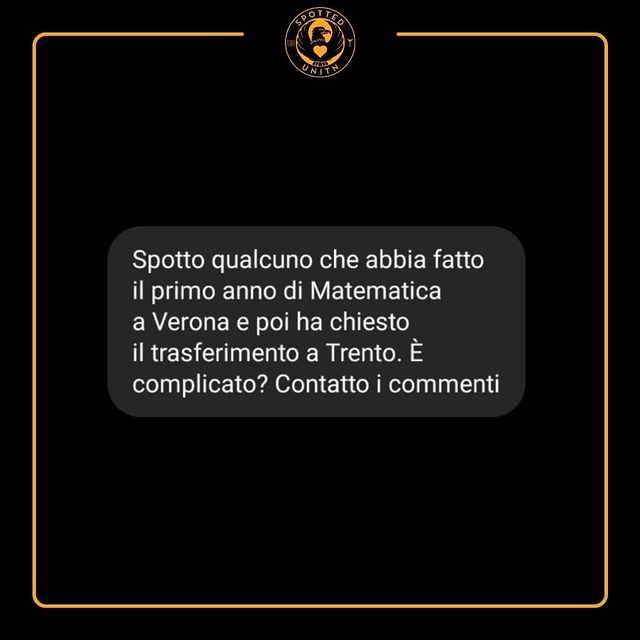 SPOTTED
UNITN
Spotto qualcuno che abbia fatto
il primo anno di Matematica
a Verona e poi ha chiesto
il trasferimento a Trento. È
complicato? Contatto i commenti